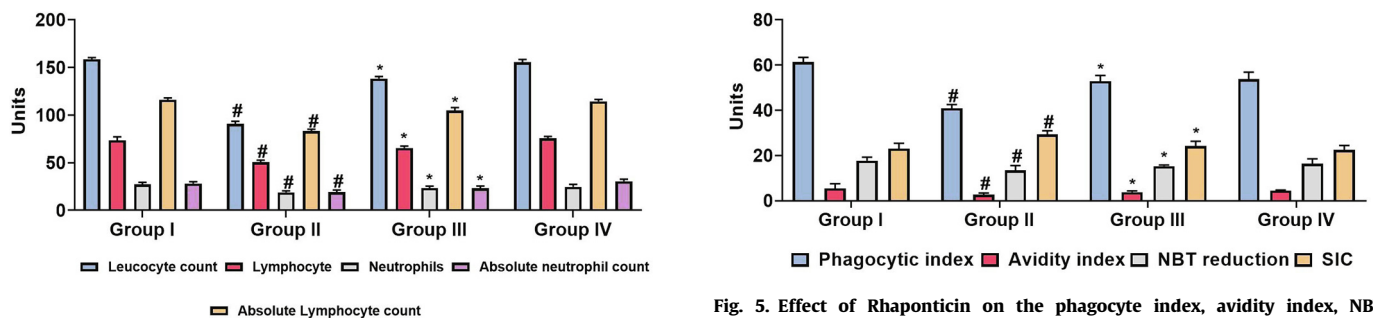 200
150
100
50
0
Units
# # # # #
* * * * *
Group I Group II Group III Group IV
Leucocyte count Lymphocyte Neutrophils Absolute neutrophil count
Absolute Lymphocyte count
80
60
40
20
0
Units
# # # #
* * * *
Group I Group II Group III Group IV
Phagocytic index Avidity index NBT reduction SIC
Fig. 5. Effect of Rhaponticin on the phagocyte index, avidity index, NB